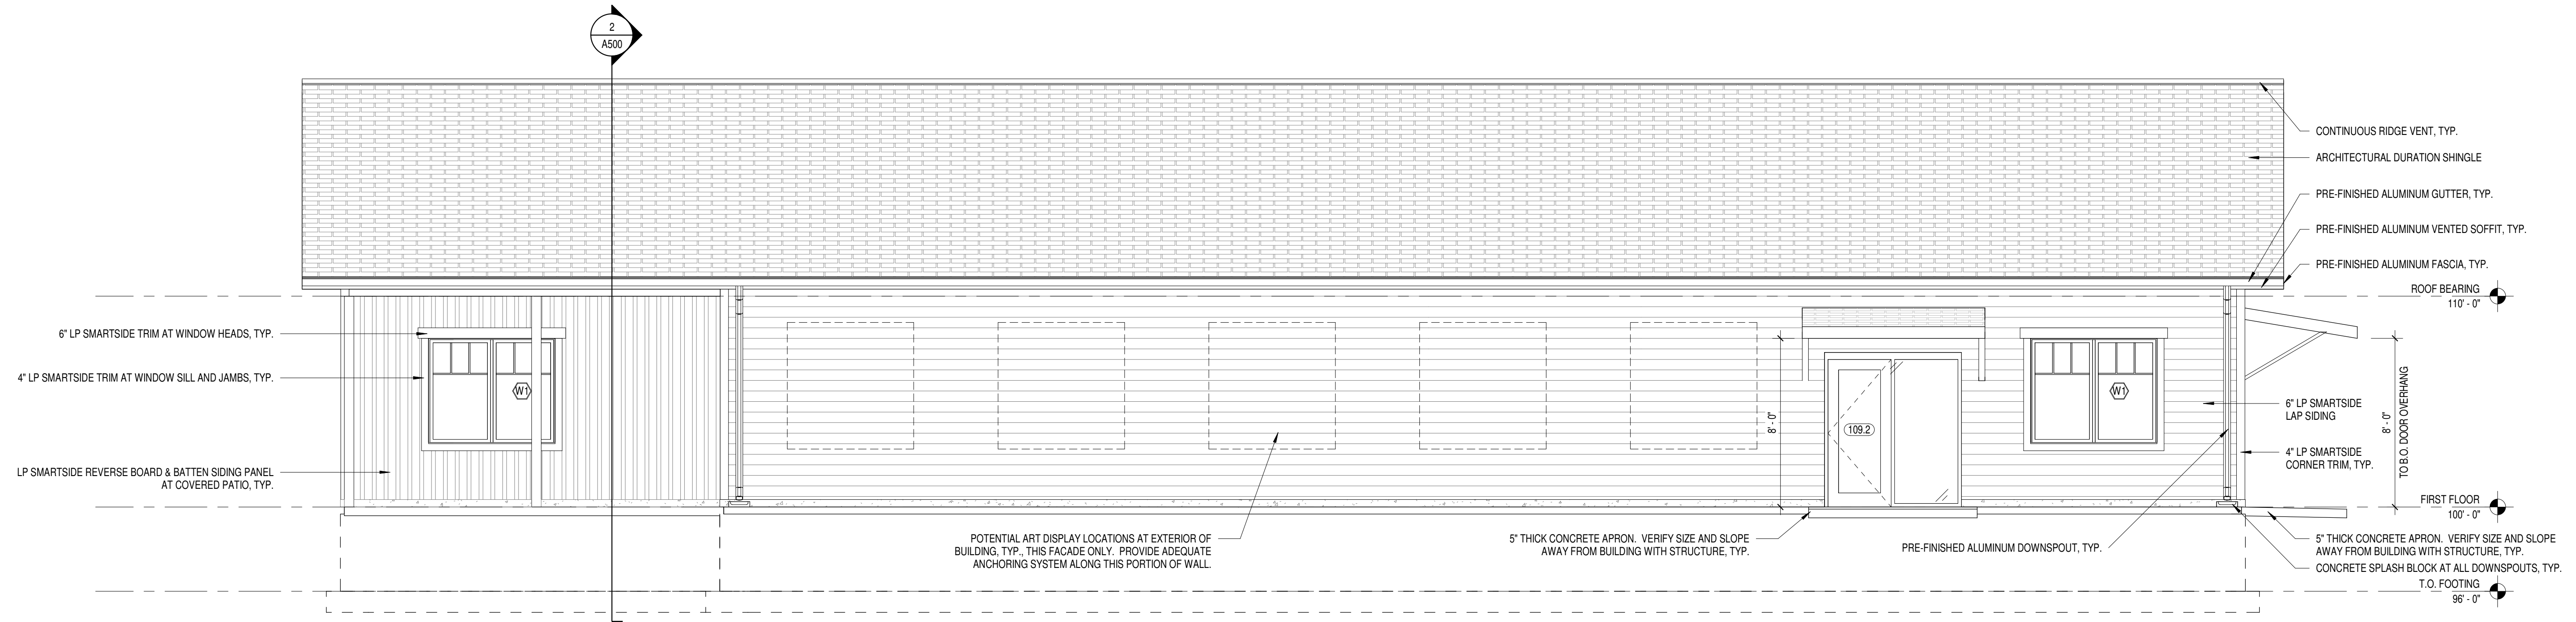 2
A500
CONTINUOUS RIDGE VENT, TYP.
ARCHITECTURAL DURATION SHINGLE
PRE-FINISHED ALUMINUM GUTTER, TYP.
PRE-FINISHED ALUMINUM VENTED SOFFIT, TYP.
PRE-FINISHED ALUMINUM FASCIA, TYP.
ROOF BEARING
110' - 0"
6" LP SMARTSIDE TRIM AT WINDOW HEADS, TYP.
4" LP SMARTSIDE TRIM AT WINDOW SILL AND JAMBS, TYP.
LP SMARTSIDE REVERSE BOARD & BATTEN SIDING PANEL
AT COVERED PATIO, TYP.
W1
8' - 0"
109.2
W1
6" LP SMARTSIDE
LAP SIDING
4" LP SMARTSIDE
CORNER TRIM, TYP.
8' - 0"
TO B.O. DOOR OVERHANG
FIRST FLOOR
100' - 0"
POTENTIAL ART DISPLAY LOCATIONS AT EXTERIOR OF
BUILDING, TYP., THIS FACADE ONLY. PROVIDE ADEQUATE
ANCHORING SYSTEM ALONG THIS PORTION OF WALL.
5" THICK CONCRETE APRON. VERIFY SIZE AND SLOPE
AWAY FROM BUILDING WITH STRUCTURE, TYP.
PRE-FINISHED ALUMINUM DOWNSPOUT, TYP.
5" THICK CONCRETE APRON. VERIFY SIZE AND SLOPE
AWAY FROM BUILDING WITH STRUCTURE, TYP.
CONCRETE SPLASH BLOCK AT ALL DOWNSPOUTS, TYP.
T.O. FOOTING
96' - 0"